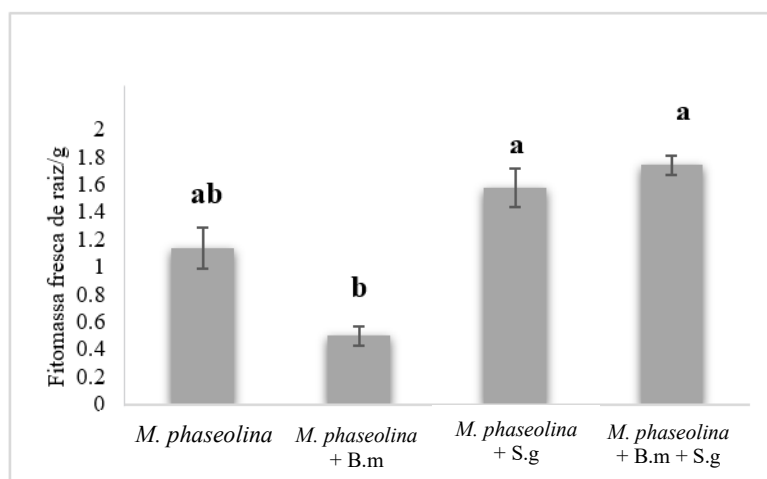 Fitomassa fresca de raiz/g
2
1.8
1.6
1.4
1.2
1
0.8
0.6
0.4
0.2
0
ab
b
a
a
M. phaseolina
M. phaseolina
+ B.m
M. phaseolina
+ S.g
M. phaseolina
+ B.m + S.g